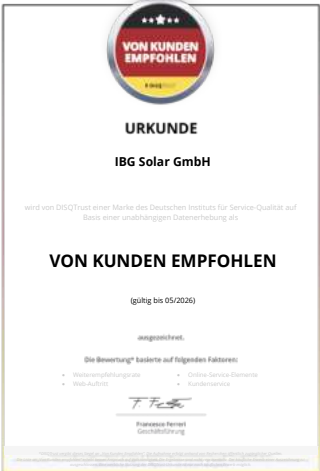 VON KUNDEN
EMPFOHLEN
URKUNDE
IBG Solar GmbH
wird von DISQTrust einer Marke des Deutschen Instituts für Service-Qualität auf
Basis einer unabhängigen Datenerhebung als
VON KUNDEN EMPFOHLEN
(gültig bis 05/2026)
ausgezeichnet.
Die Bewertung* basierte auf folgenden Faktoren:
• Weiterempfehlungsrate
• Web-Auftritt
• Online-Service-Elemente
• Kundenservice
Francesco Ferreri
Geschäftsführung